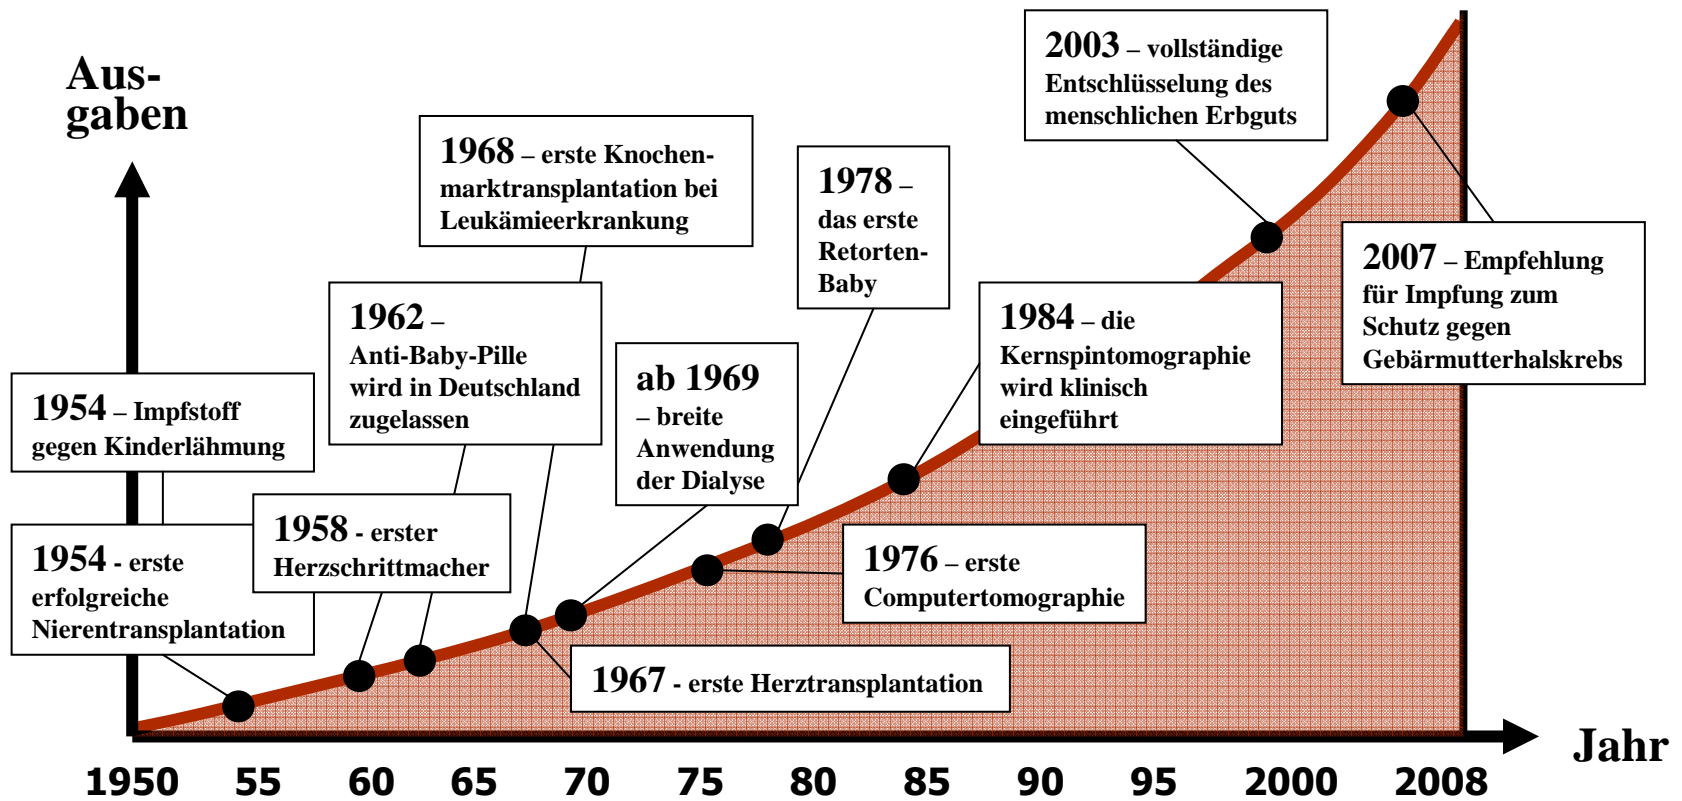 Aus-
gaben
1954 – Impfstoff
gegen Kinderlähmung
1954 - erste
erfolgreiche
Nierentransplantation
1958 - erster
Herzschrittmacher
1962 –
Anti-Baby-Pille
wird in Deutschland
zugelassen
1968 – erste Knochen-
marktransplantation bei
Leukämieerkrankung
1967 - erste Herztransplantation
ab 1969
– breite
Anwendung
der Dialyse
1976 – erste
Computertomographie
1978 –
das erste
Retorten-
Baby
1984 – die
Kernspintomographie
wird klinisch
eingeführt
2003 – vollständige
Entschlüsselung des
menschlichen Erbguts
2007 – Empfehlung
für Impfung zum
Schutz gegen
Gebärmutterhalskrebs
Jahr
1950 55 60 65 70 75 80 85 90 95 2000 2008